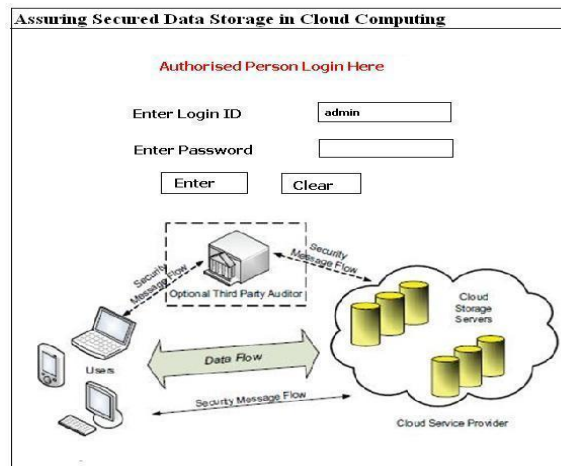 Assuring Secured Data Storage in Cloud Computing
Authorised Person Login Here
Enter Login ID
admin
Enter Password
Enter
Clear
Security
Message Flow
Security
Message Flow
Optional Third Party Auditor
Cloud
Storage
Servers
Users
Data Flow
Security Message Flow
Cloud Service Provider